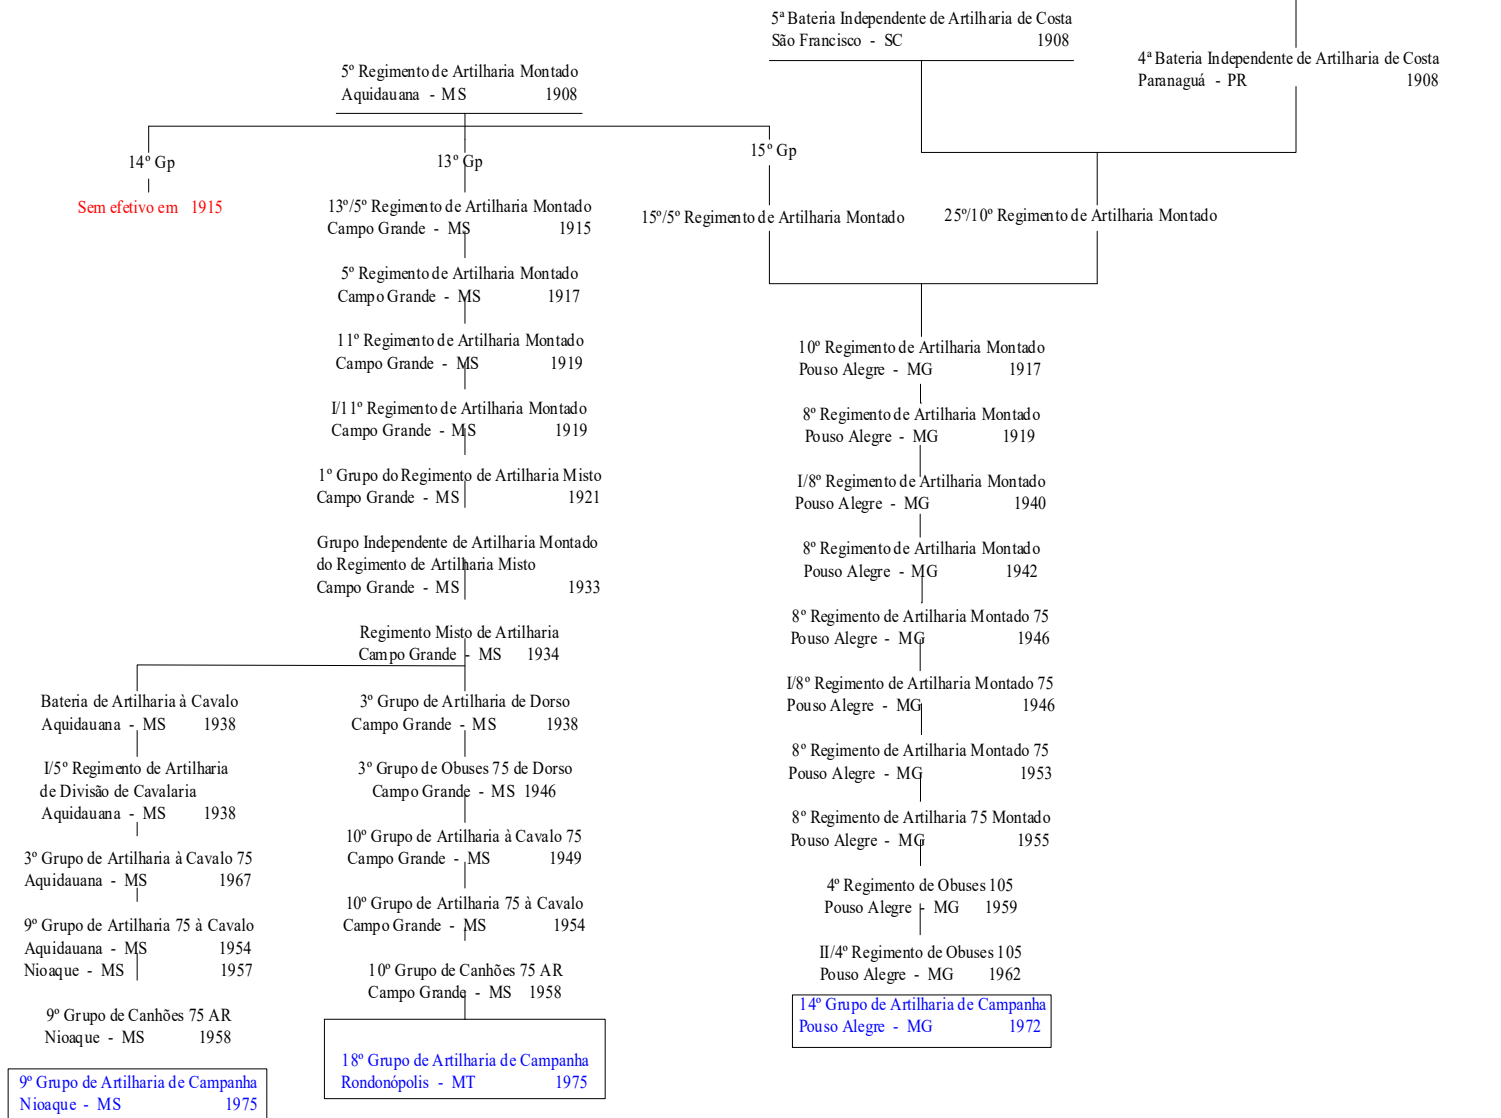 5ª Bateria Independente de Artilharia de Costa
São Francisco - SC 1908
4ª Bateria Independente de Artilharia de Costa
Paranaguá - PR 1908
5º Regimento de Artilharia Montado
Aquidauana - MS 1908
14º Gp
13º Gp
15º Gp
Sem efetivo em 1915
13º/5º Regimento de Artilharia Montado
Campo Grande - MS 1915
15º/5º Regimento de Artilharia Montado
25º/10º Regimento de Artilharia Montado
5º Regimento de Artilharia Montado
Campo Grande - MS 1917
11º Regimento de Artilharia Montado
Campo Grande - MS 1919
I/11º Regimento de Artilharia Montado
Campo Grande - MS 1919
1º Grupo do Regimento de Artilharia Misto
Campo Grande - MS 1921
Grupo Independente de Artilharia Montado
do Regimento de Artilharia Misto
Campo Grande - MS 1933
Regimento Misto de Artilharia
Campo Grande - MS 1934
Bateria de Artilharia à Cavalo
Aquidauana - MS 1938
I/5º Regimento de Artilharia
de Divisão de Cavalaria
Aquidauana - MS 1938
3º Grupo de Artilharia à Cavalo 75
Aquidauana - MS 1967
9º Grupo de Artilharia 75 à Cavalo
Aquidauana - MS 1954
Nioaque - MS 1957
9º Grupo de Canhões 75 AR
Nioaque - MS 1958
9º Grupo de Artilharia de Campanha
Nioaque - MS 1975
3º Grupo de Artilharia de Dorso
Campo Grande - MS 1938
3º Grupo de Obuses 75 de Dorso
Campo Grande - MS 1946
10º Grupo de Artilharia à Cavalo 75
Campo Grande - MS 1949
10º Grupo de Artilharia 75 à Cavalo
Campo Grande - MS 1954
10º Grupo de Canhões 75 AR
Campo Grande - MS 1958
18º Grupo de Artilharia de Campanha
Rondonópolis - MT 1975
10º Regimento de Artilharia Montado
Pouso Alegre - MG 1917
8º Regimento de Artilharia Montado
Pouso Alegre - MG 1919
I/8º Regimento de Artilharia Montado
Pouso Alegre - MG 1940
8º Regimento de Artilharia Montado
Pouso Alegre - MG 1942
8º Regimento de Artilharia Montado 75
Pouso Alegre - MG 1946
I/8º Regimento de Artilharia Montado 75
Pouso Alegre - MG 1946
8º Regimento de Artilharia Montado 75
Pouso Alegre - MG 1953
8º Regimento de Artilharia 75 Montado
Pouso Alegre - MG 1955
4º Regimento de Obuses 105
Pouso Alegre - MG 1959
II/4º Regimento de Obuses 105
Pouso Alegre - MG 1962
14º Grupo de Artilharia de Campanha
Pouso Alegre - MG 1972